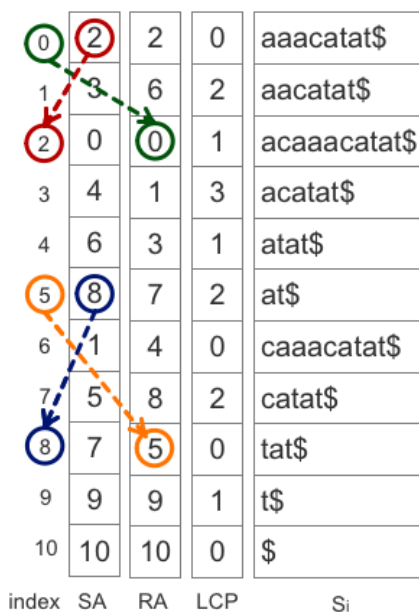 0 2 2 0 aaacatat$
1 3 6 2 aacatat$
2 0 0 1 acaaacatat$
3 4 1 3 acatat$
4 6 3 1 atat$
5 8 7 2 at$
6 1 4 0 caaacatat$
7 5 8 2 catat$
8 7 5 0 tat$
9 9 9 1 t$
10 10 10 0 $
index SA RA LCP Si